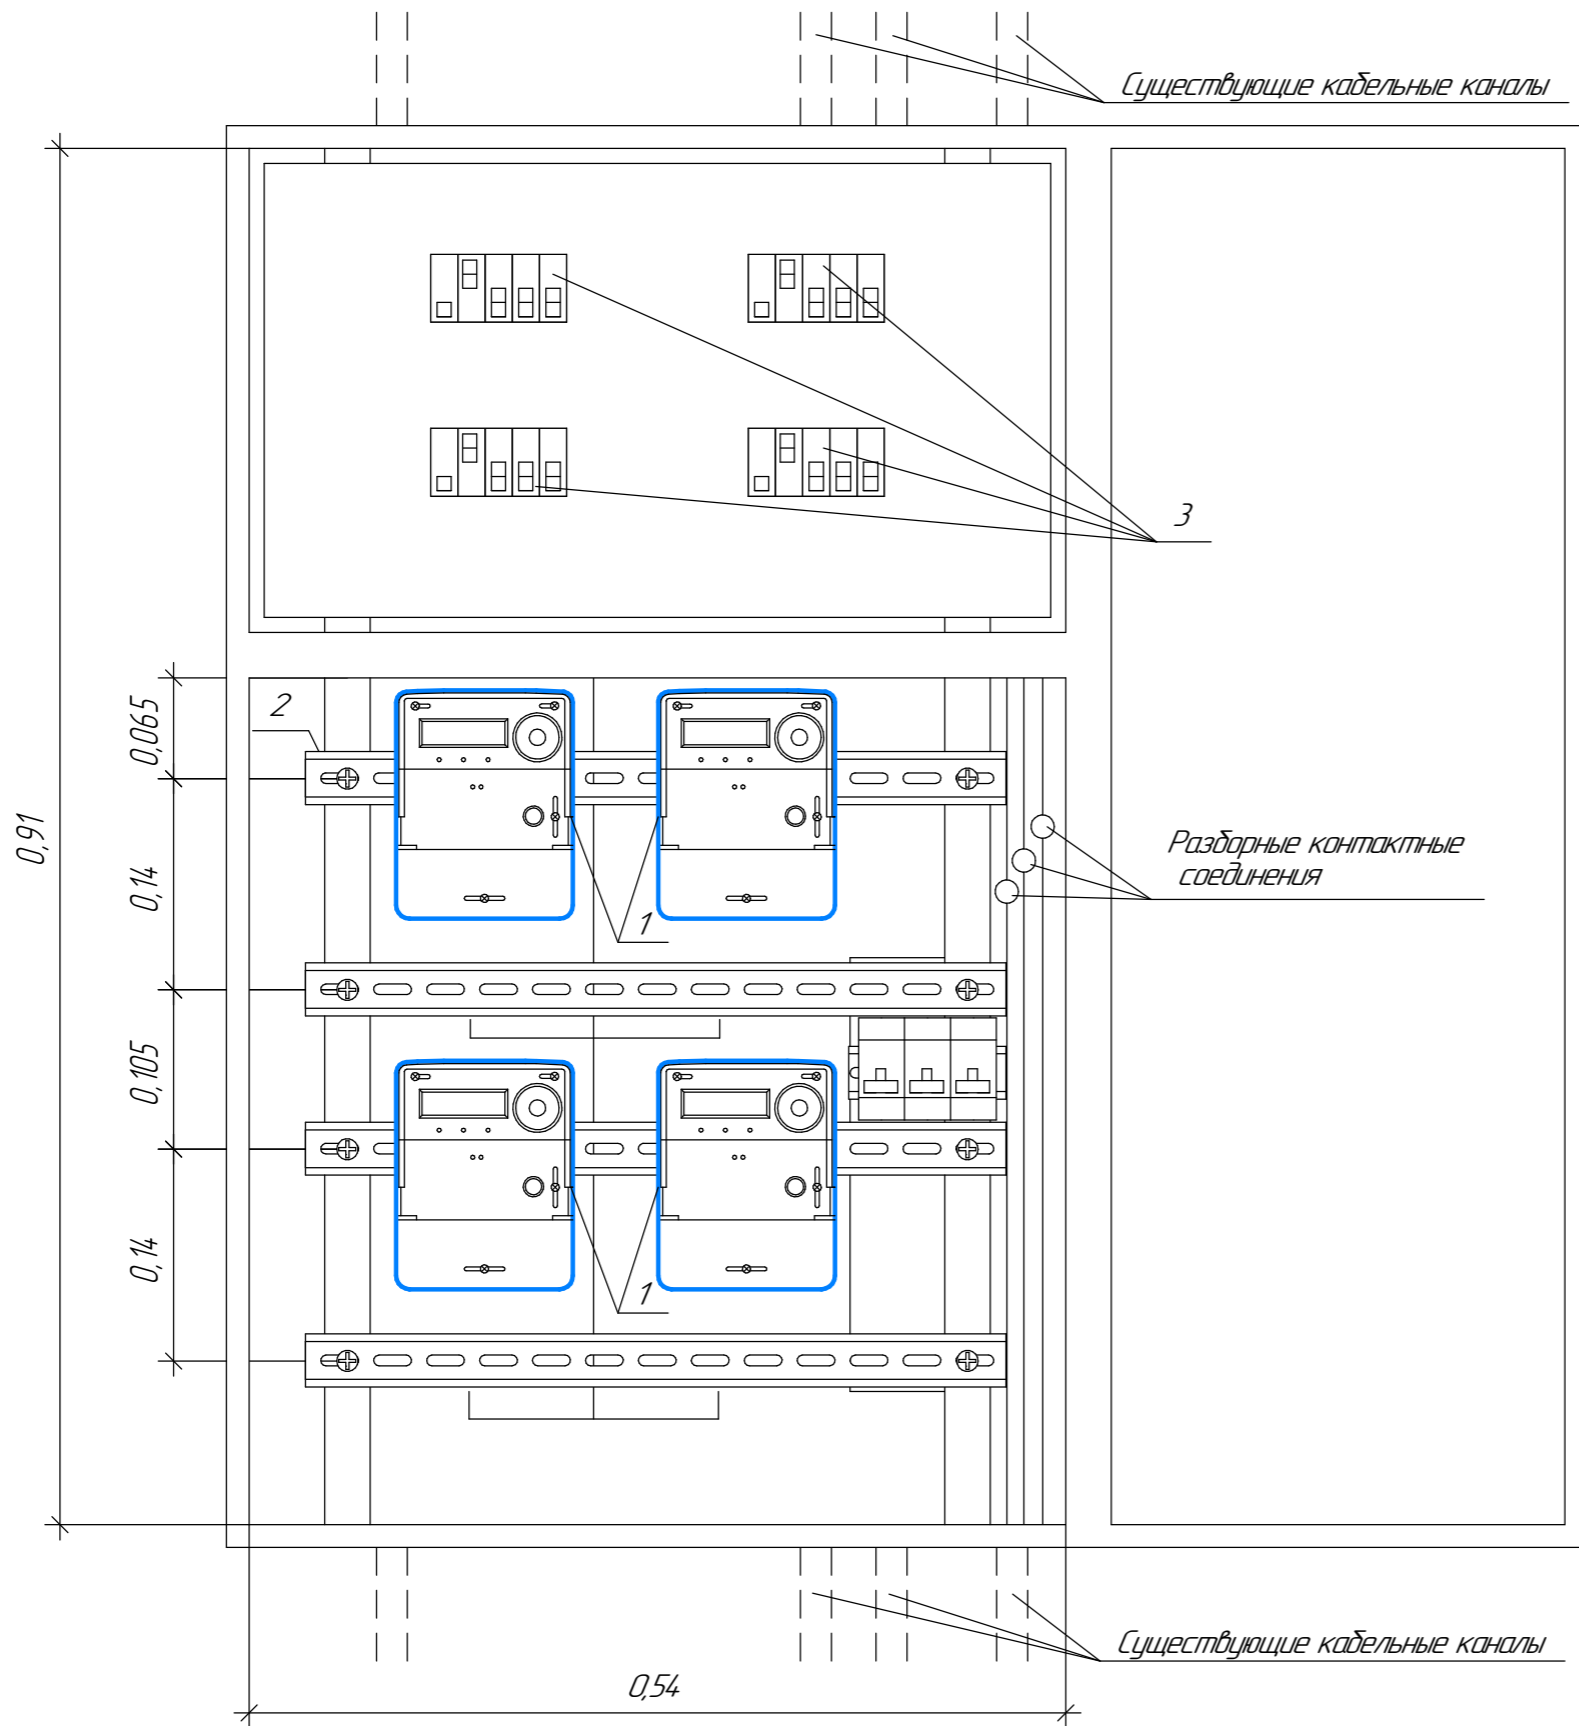 Существующие кабельные каналы
3
2
0,065
0,91
0,14
Разборные контактные
соединения
1
0,105
0,14
1
Существующие кабельные каналы
0,54